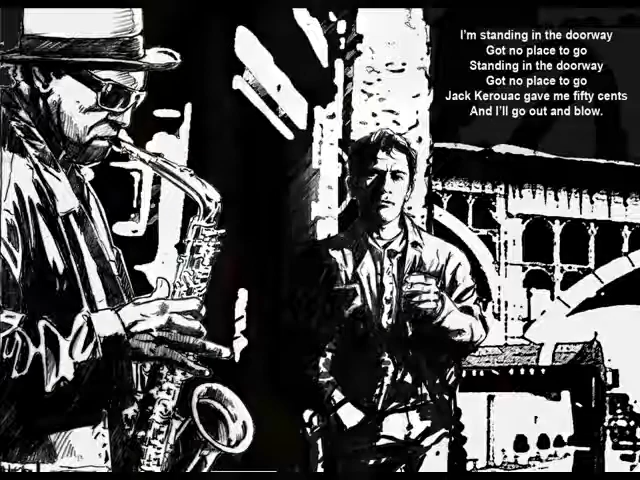 I'm standing in the doorway
Got no place to go
Standing in the doorway
Got no place to go
Jack Kerouac gave me fifty cents
And I'll go out and blow.